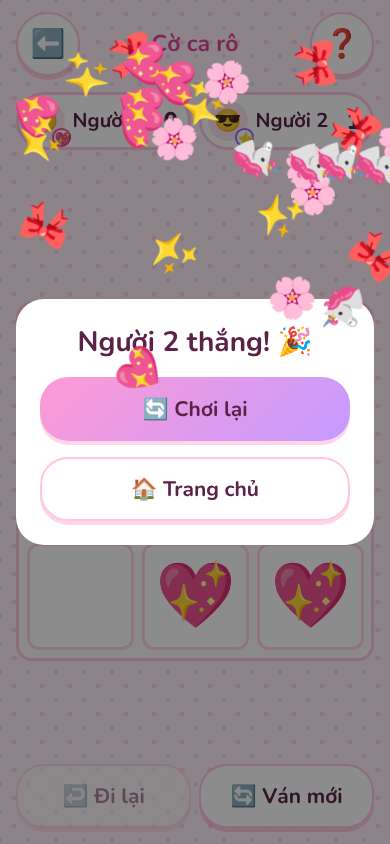 Cờ ca rô
Người 2
Người 2 thắng!
Chơi lại
Trang chủ
Đi lại
Ván mới